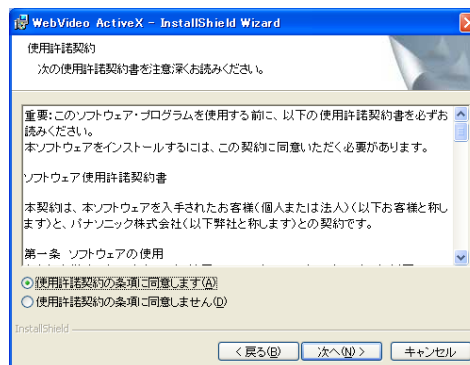 WebVideo ActiveX - InstallShield Wizard
使用許諾契約
次の使用許諾契約書を注意深くお読みください。
重要:このソフトウェア・プログラムを使用する前に、以下の使用許諾契約書を必ずお
読みください。
本ソフトウェアをインストールするには、この契約に同意いただく必要があります。
ソフトウェア使用許諾契約書
本契約は、本ソフトウェアを入手されたお客様(個人または法人)(以下お客様と称し
ます)と、パナソニック株式会社(以下弊社と称します)との契約です。
第一条 ソフトウェアの使用
使用許諾契約の条項に同意します(A)
使用許諾契約の条項に同意しません(D)
InstallShield
< 戻る(B)
次へ(N) >
キャンセル